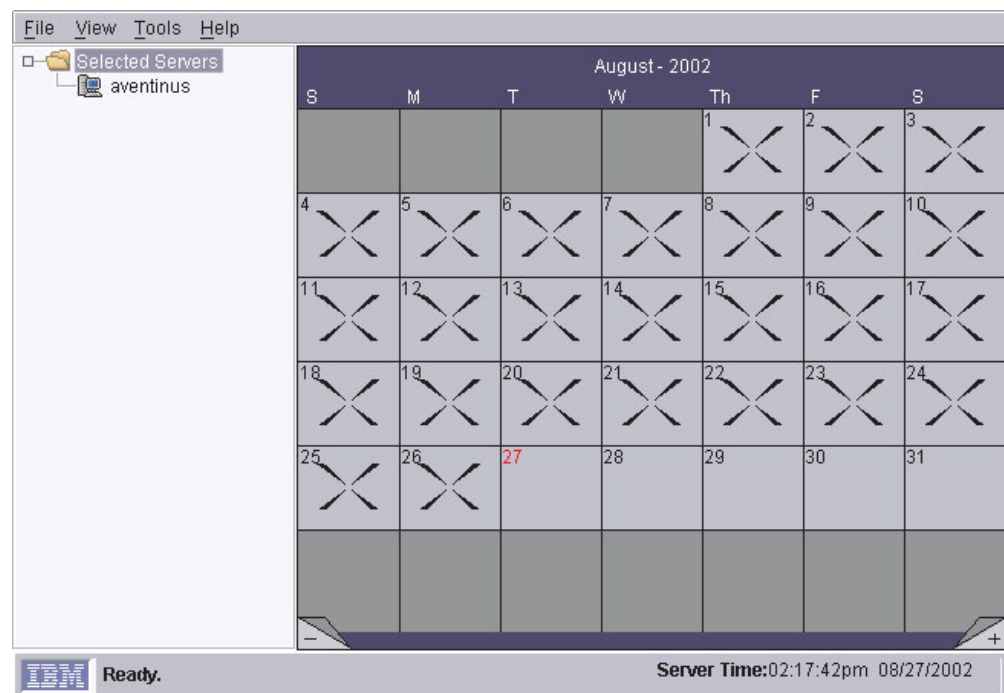 File View Tools Help
Selected Servers
aventinus
August - 2002
S M T W Th F S
1 2 3
4 5 6 7 8 9 10
11 12 13 14 15 16 17
18 19 20 21 22 23 24
25 26 27 28 29 30 31
- +
IBM Ready. Server Time:02:17:42pm 08/27/2002